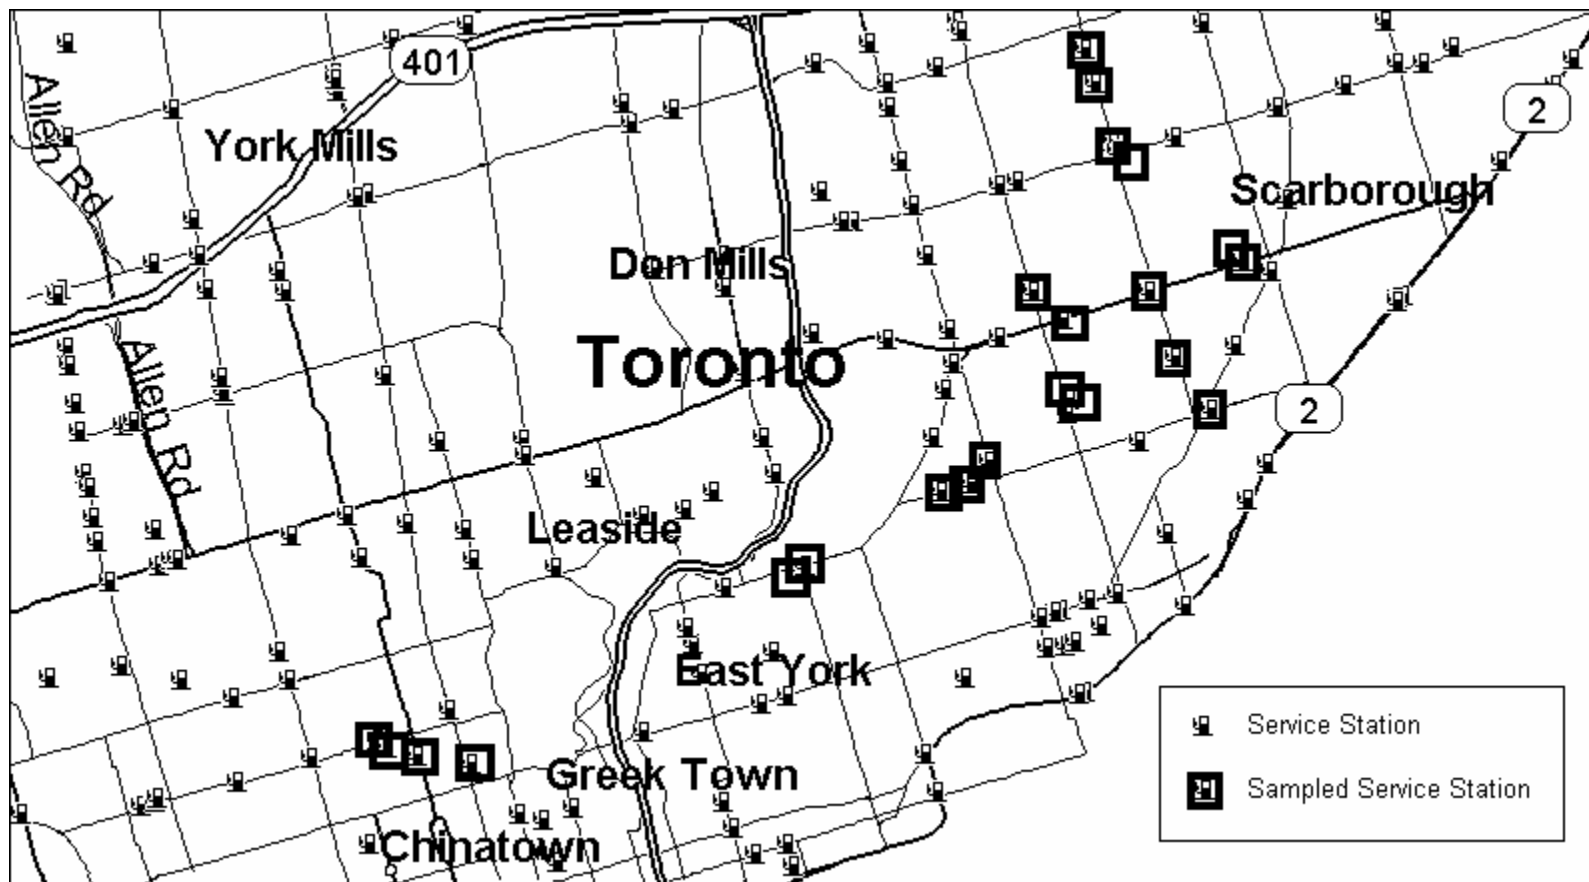 401
2
Allen Rd
York Mills
Scarborough
Don Mills
Toronto
Allen Rd
2
Leaside
East York
Service Station
Greek Town
Sampled Service Station
Chinatown